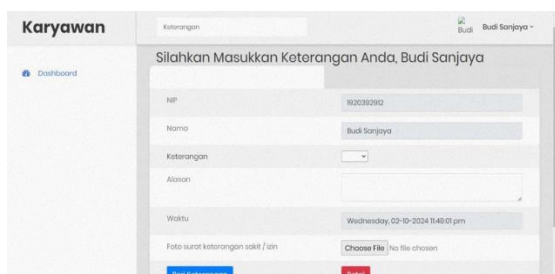 Karyawan
Keterangan
Budi
Budi Sanjaya
Silahkan Masukkan Keterangan Anda, Budi Sanjaya
Dashboard
NIP
1920392912
Nama
Budi Sanjaya
Keterangan
Alasan
Waktu
Wednesday, 02-10-2024 11:49:01 pm
Foto surat keterangan sakit / izin
Choose File No file chosen
Beri Keterangan
Batal